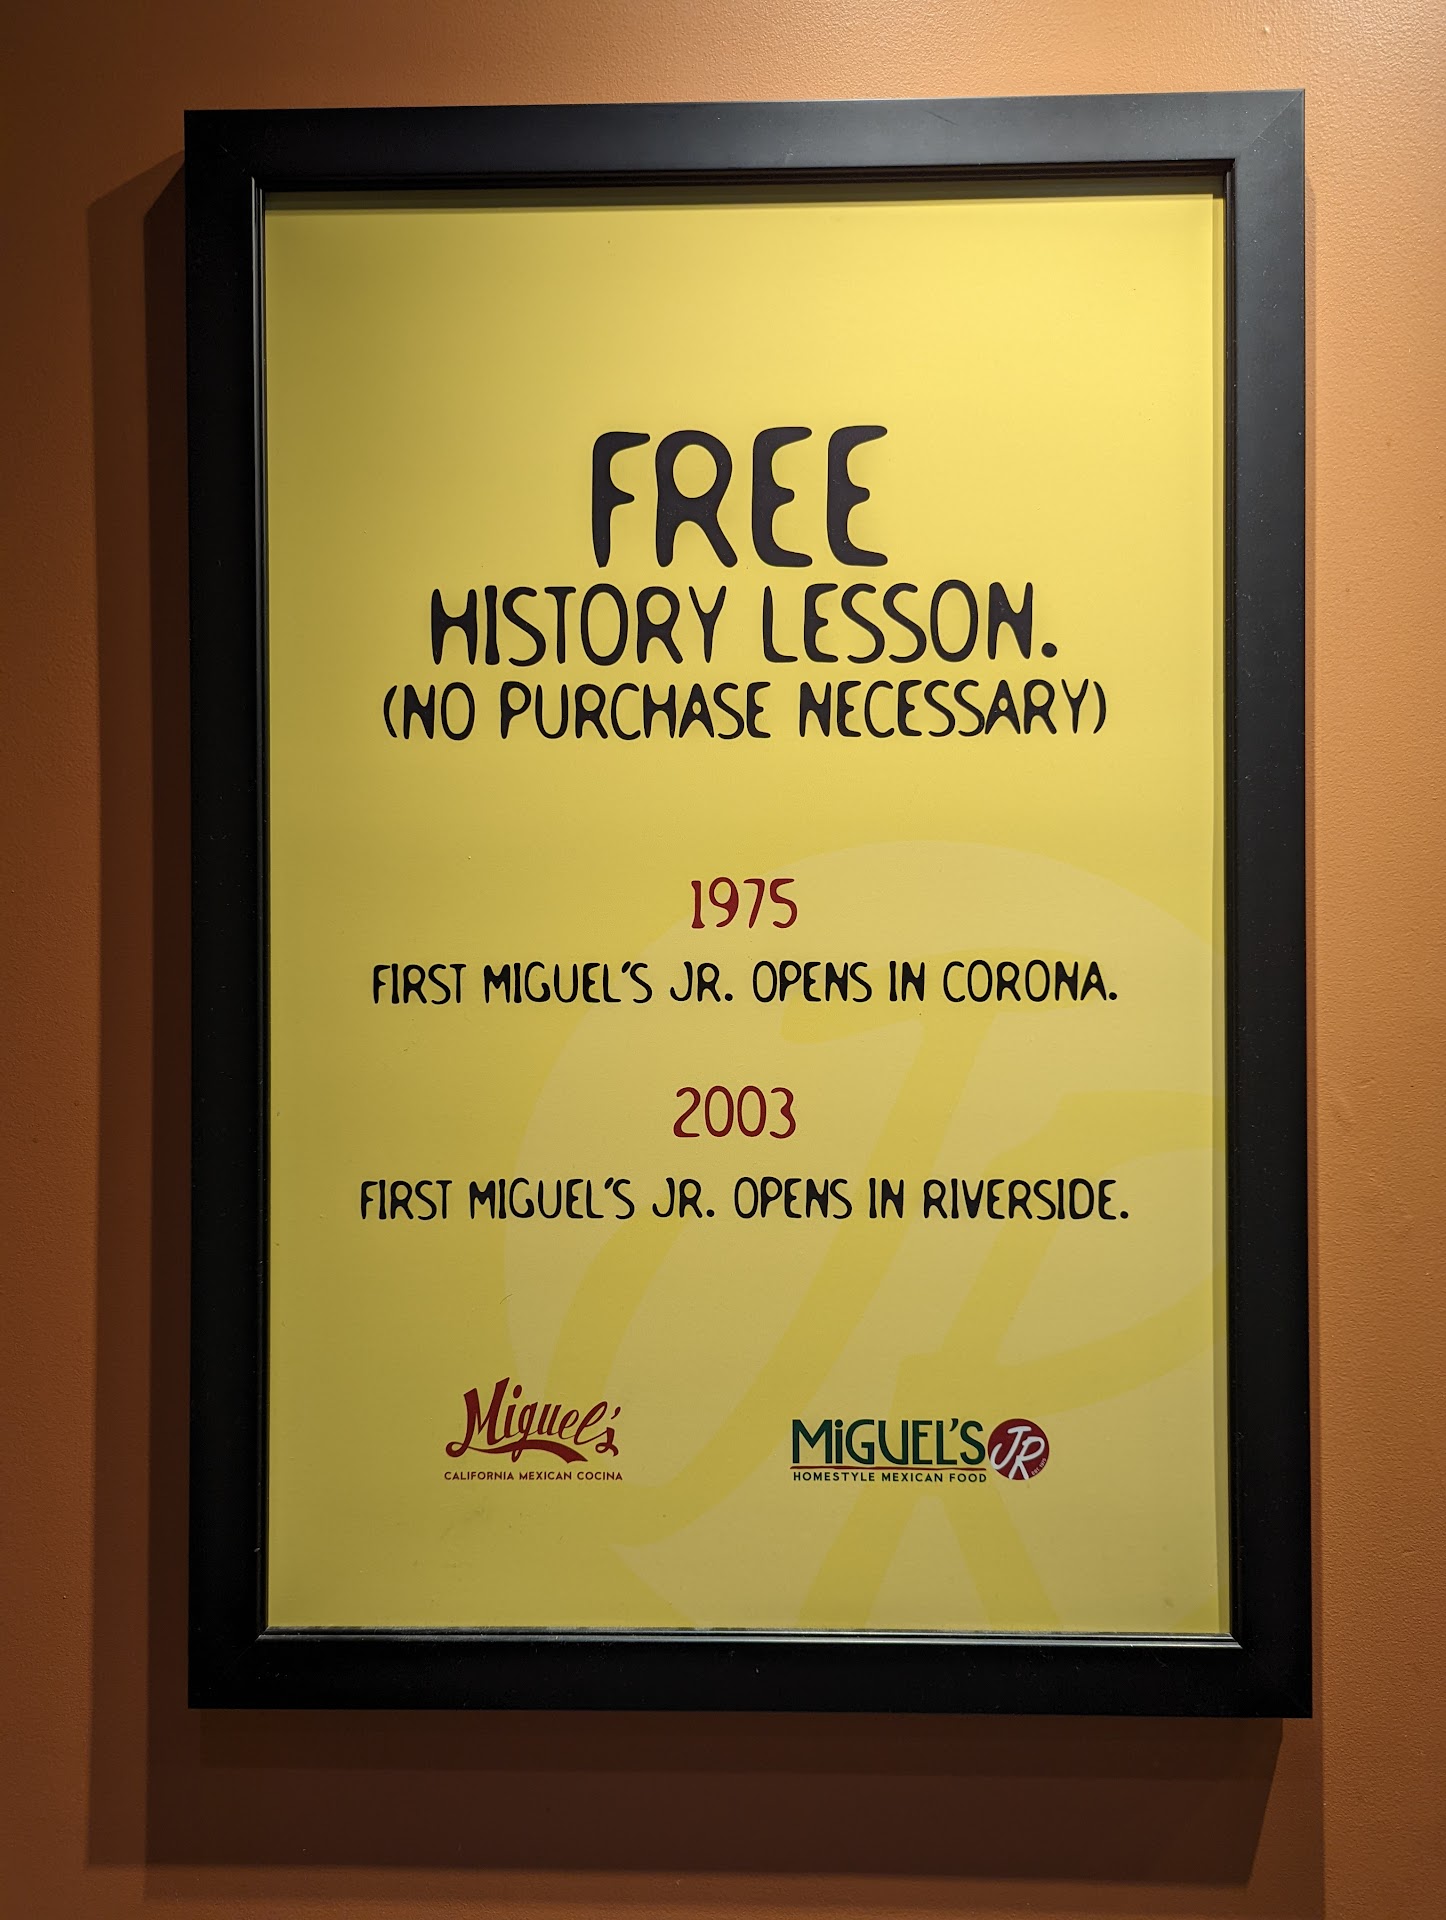 FREE
HISTORY LESSON.
(NO PURCHASE NECESSARY)
1975
FIRST MIGUEL'S JR. OPENS IN CORONA.
2003
FIRST MIGUEL'S JR. OPENS IN RIVERSIDE.
Miguel's
CALIFORNIA MEXICAN COCINA
MiGUEL'S JR
HOMESTYLE MEXICAN FOOD
JR